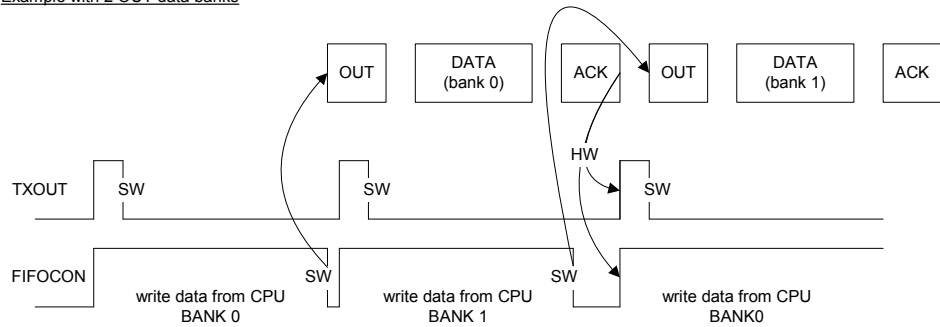 Example with 2 OUT data banks
OUT
DATA
(bank 0)
ACK
OUT
DATA
(bank 1)
ACK
HW
TXOUT
SW
SW
SW
FIFOCON
SW
SW
write data from CPU
BANK 0
write data from CPU
BANK 1
write data from CPU
BANK0